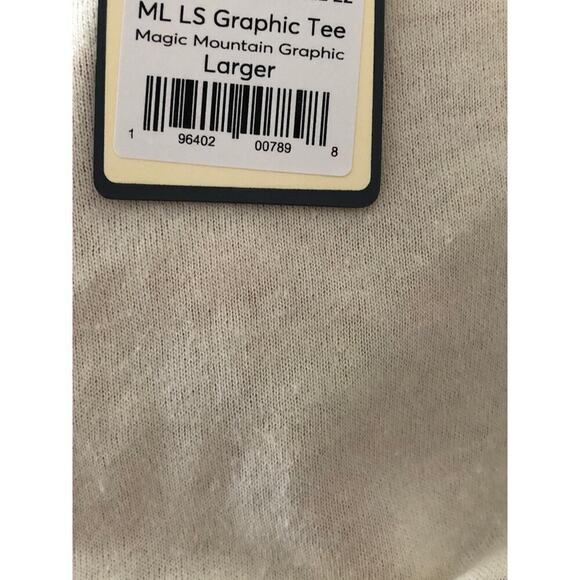 ML LS Graphic Tee
Magic Mountain Graphic
Larger
1 96402 00789 8